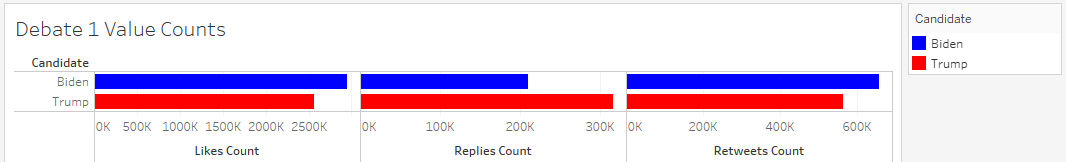 Debate 1 Value Counts
Candidate
Biden
Trump
0K 500K 1000K 1500K 2000K 2500K
Likes Count
0K 100K 200K 300K
Replies Count
0K 200K 400K 600K
Retweets Count
Candidate
Biden
Trump